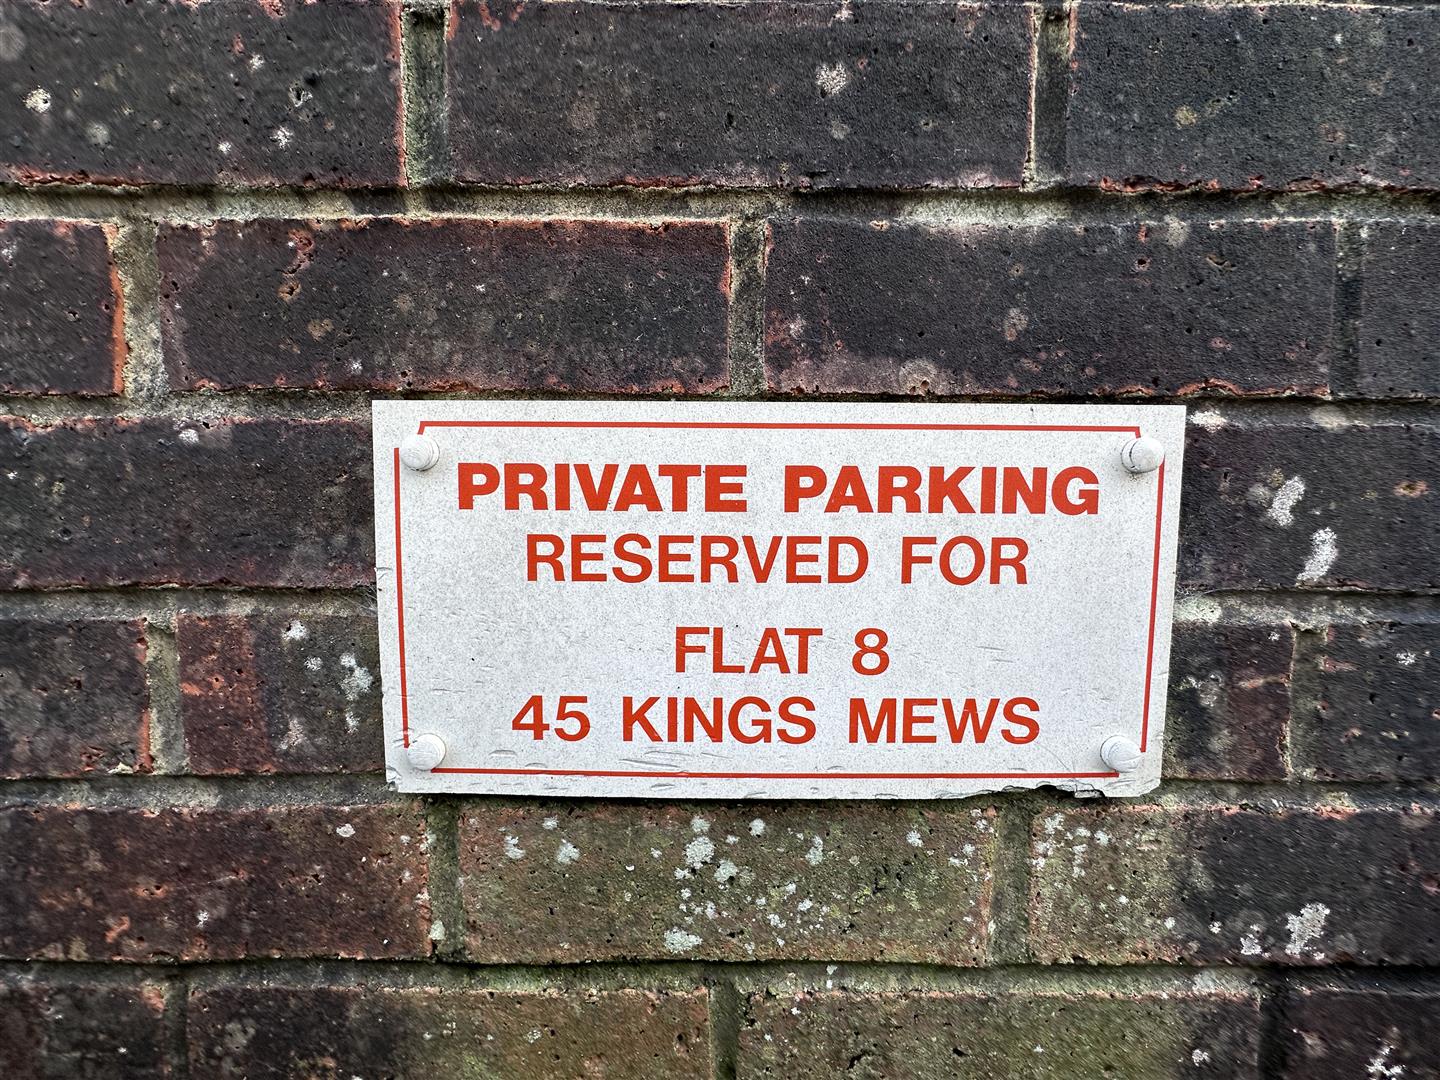 PRIVATE PARKING
RESERVED FOR
FLAT 8
45 KINGS MEWS